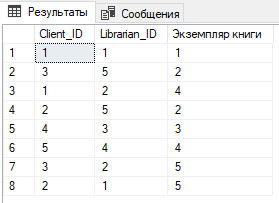 Результаты Сообщения
Client_ID Librarian_ID Экземпляр книги
1 1 1 1
2 3 5 2
3 1 2 4
4 2 5 2
5 4 3 3
6 5 4 4
7 3 2 5
8 2 1 5